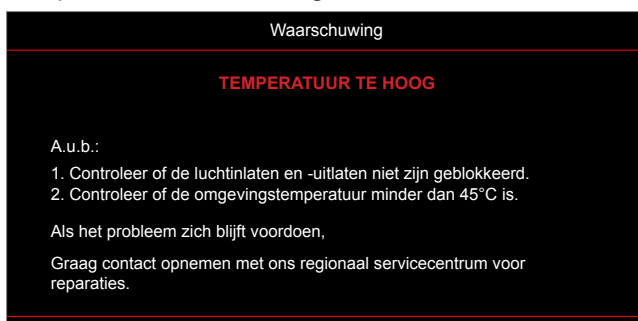 Waarschuwing
TEMPERATUUR TE HOOG
A.u.b.:
1. Controleer of de luchtinlaten en -uitlaten niet zijn geblokkeerd.
2. Controleer of de omgevingstemperatuur minder dan 45°C is.
Als het probleem zich blijft voordoen,
Graag contact opnemen met ons regionaal servicecentrum voor
reparaties.